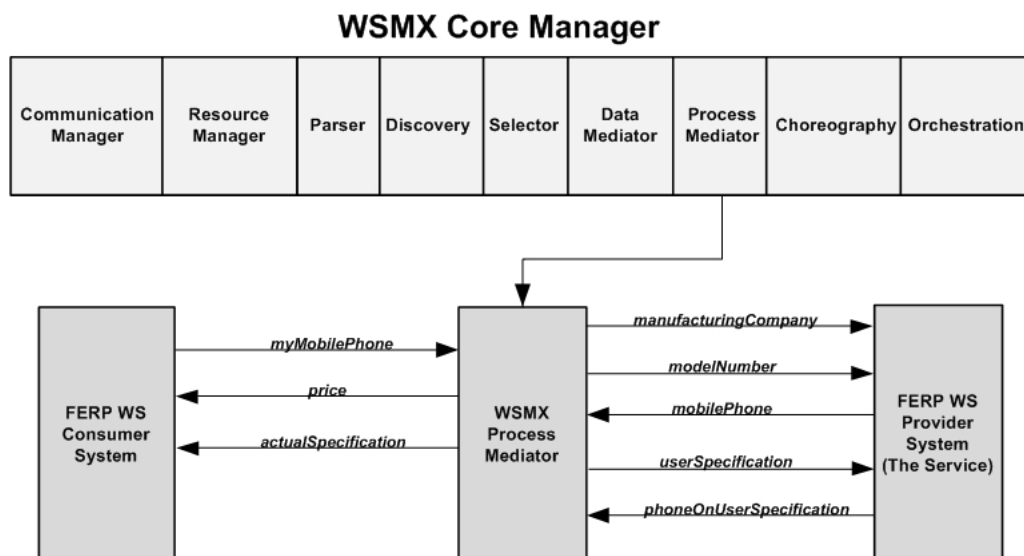 WSMX Core Manager
Communication
Manager
Resource
Manager
Parser
Discovery
Selector
Data
Mediator
Process
Mediator
Choreography
Orchestration
FERP WS
Consumer
System
myMobilePhone
price
actualSpecification
WSMX
Process
Mediator
manufacturingCompany
modelNumber
mobilePhone
userSpecification
phoneOnUserSpecification
FERP WS
Provider
System
(The Service)